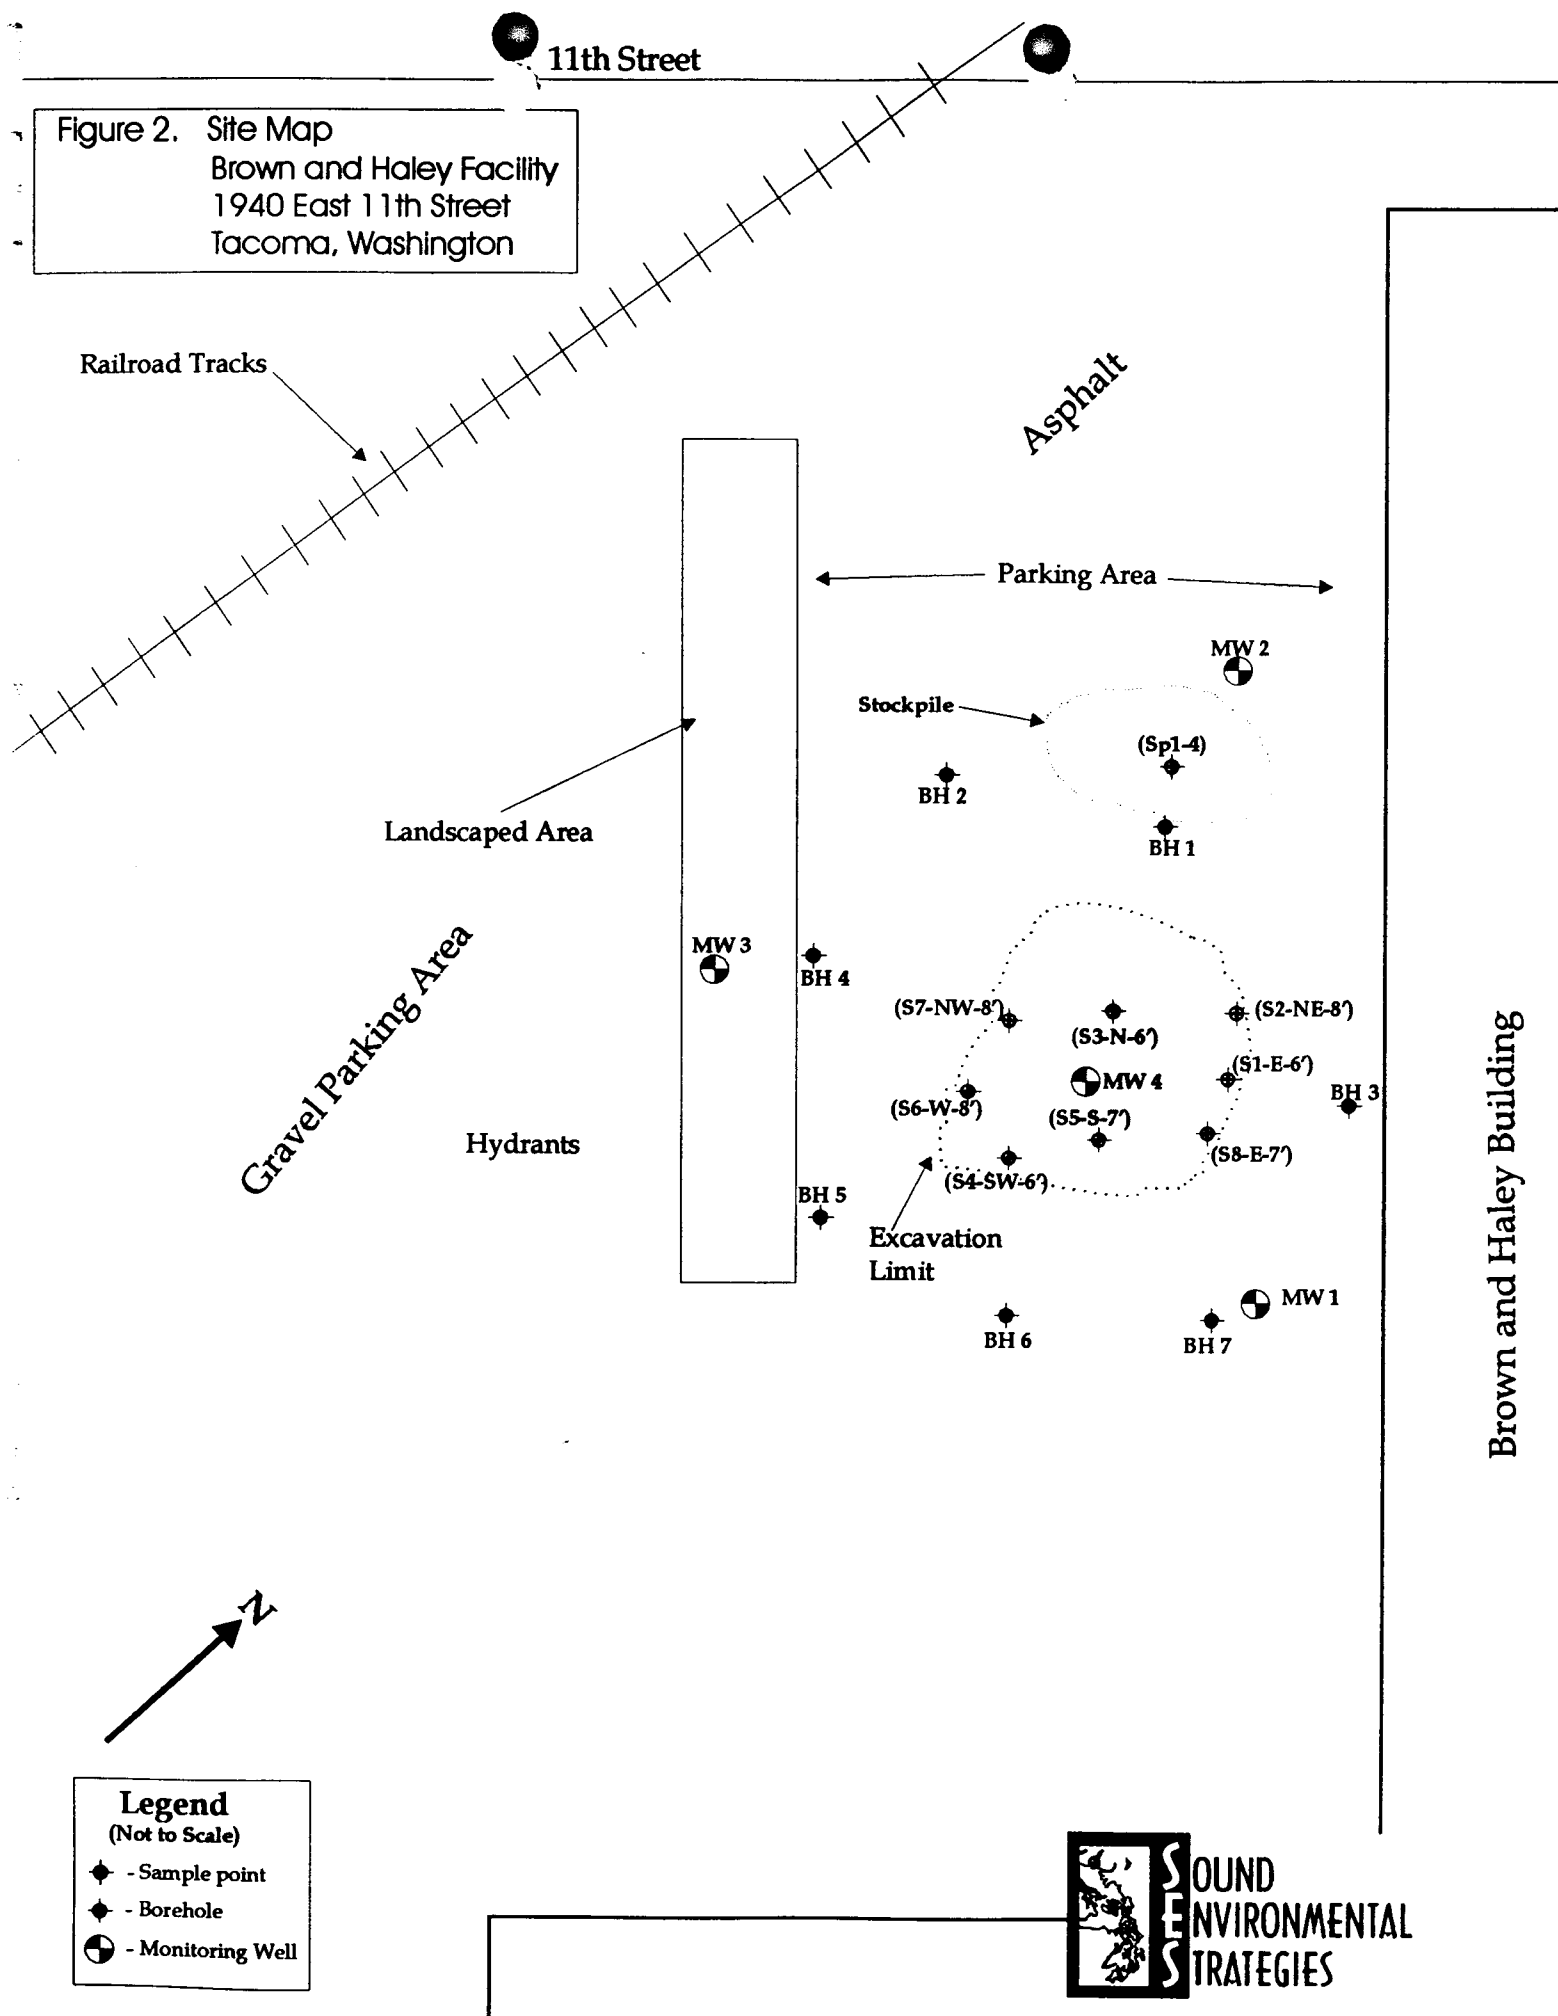 11th Street
Figure 2. Site Map
Brown and Haley Facility
1940 East 11th Street
Tacoma, Washington
Railroad Tracks
Asphalt
Parking Area
MW 2
Stockpile
(Sp1-4)
BH 2
Landscaped Area
BH 1
MW 3
BH 4
Gravel Parking Area
(S7-NW-8')
(S2-NE-8')
(S3-N-6')
(S1-E-6')
MW 4
BH 3
(S6-W-8')
(S5-S-7')
Hydrants
(S8-E-7')
(S4-SW-6')
BH 5
Excavation
Limit
MW 1
BH 6
BH 7
Brown and Haley Building
N
Legend
(Not to Scale)
- Sample point
- Borehole
- Monitoring Well
SOUND
ENVIRONMENTAL
STRATEGIES